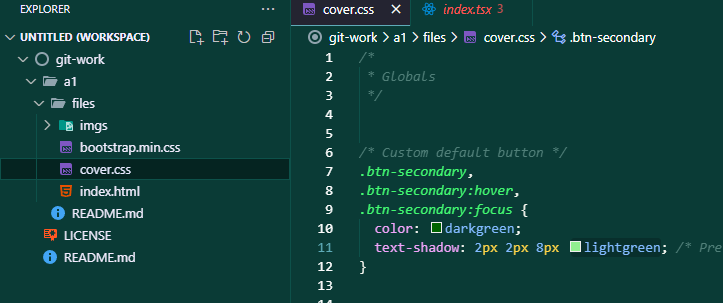 EXPLORER
UNTITLED (WORKSPACE)
git-work
a1
files
imgs
bootstrap.min.css
cover.css
index.html
README.md
LICENSE
README.md
cover.css
index.tsx 3
git-work > a1 > files > cover.css > .btn-secondary
1 /*
2 * Globals
3 */
4
5
6 /* Custom default button */
7 .btn-secondary,
8 .btn-secondary:hover,
9 .btn-secondary:focus {
10 color: darkgreen;
11 text-shadow: 2px 2px 8px lightgreen; /* Pre
12 }
13